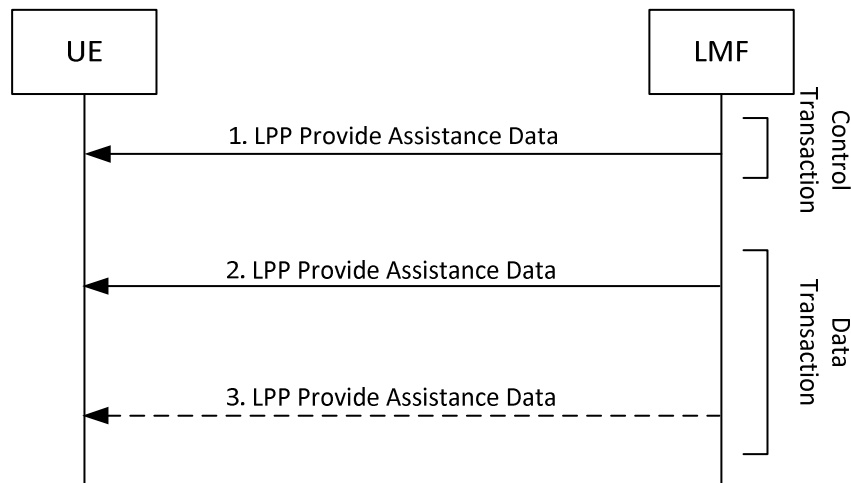 UE
LMF
1. LPP Provide Assistance Data
Control
Transaction
2. LPP Provide Assistance Data
Data
Transaction
3. LPP Provide Assistance Data